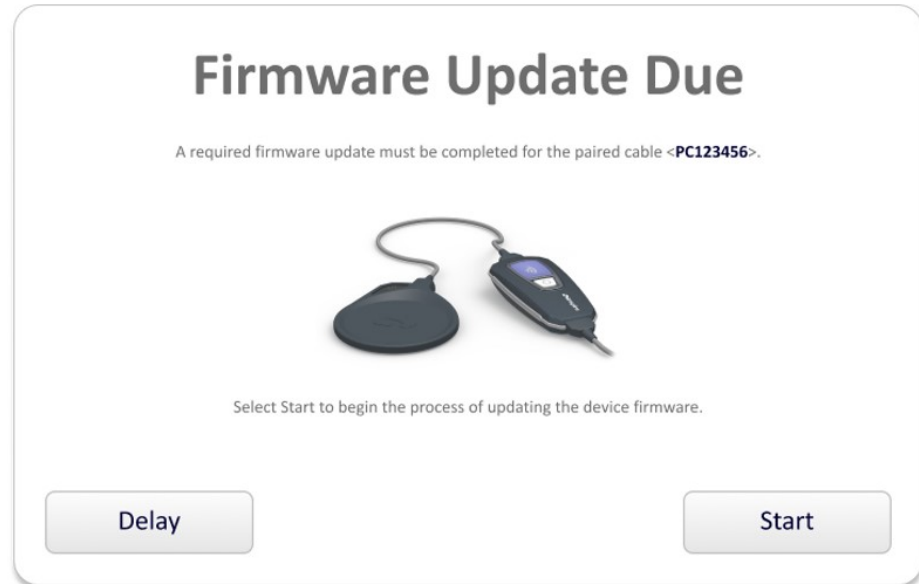 Firmware Update Due
A required firmware update must be completed for the paired cable <PC123456>.
Select Start to begin the process of updating the device firmware.
Delay
Start